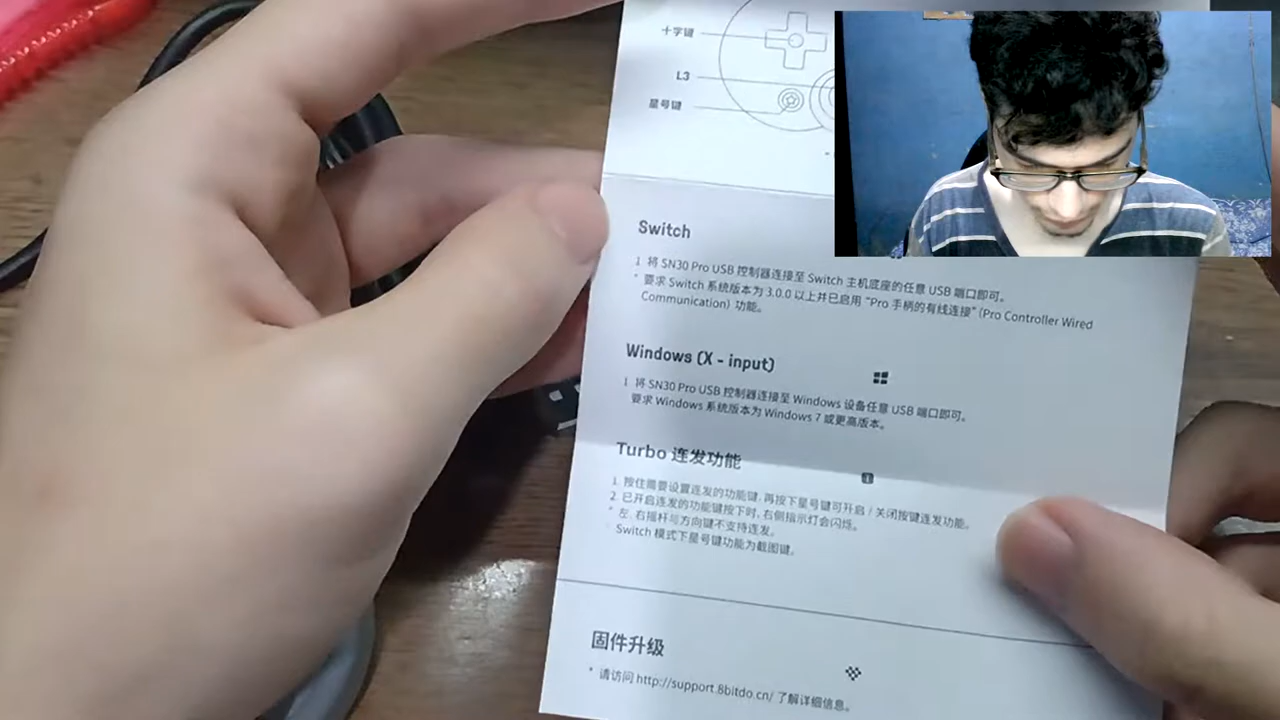 十字键
L3
星号键
Switch
1 将 SN30 Pro USB 控制器连接至 Switch 主机底座的任意 USB 端口即可。
* 要求 Switch 系统版本为 3.0.0 以上并已启用 “Pro 手柄的有线连接” (Pro Controller Wired
Communication) 功能。
Windows (X - input)
1 将 SN30 Pro USB 控制器连接至 Windows 设备任意 USB 端口即可。
要求 Windows 系统版本为 Windows 7 或更高版本。
Turbo 连发功能
1. 按住需要设置连发的功能键, 再按下星号键可开启 / 关闭按键连发功能。
2. 已开启连发的功能键按下时, 右侧指示灯会闪烁。
* 左, 右摇杆与方向键不支持连发。
Switch 模式下星号键功能为截图键。
固件升级
* 请访问 http://support.8bitdo.cn/ 了解详细信息。